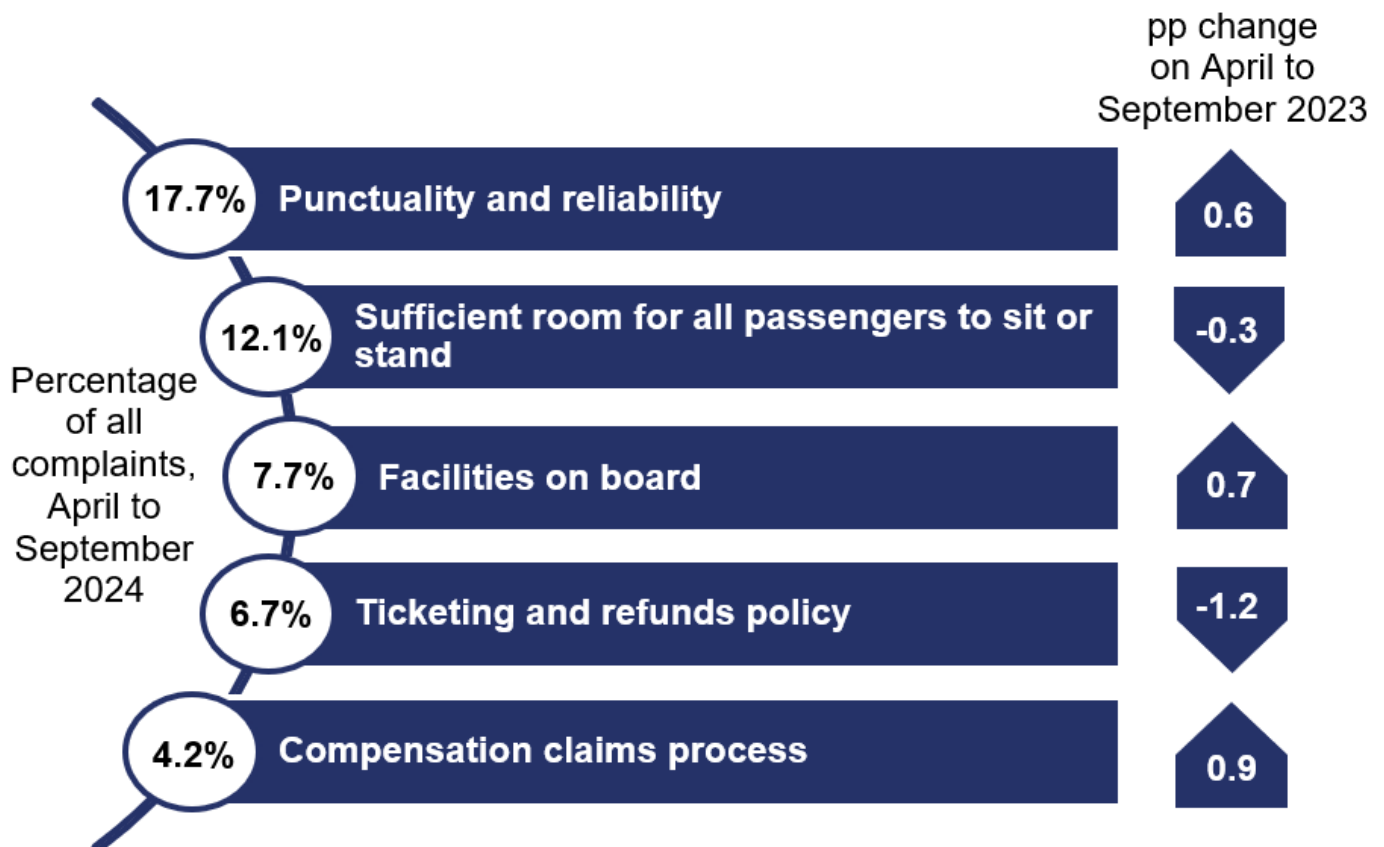 pp change
on April to
September 2023
17.7% Punctuality and reliability 0.6
12.1% Sufficient room for all passengers to sit or
stand -0.3
7.7% Facilities on board 0.7
6.7% Ticketing and refunds policy -1.2
4.2% Compensation claims process 0.9
Percentage
of all
complaints,
April to
September
2024